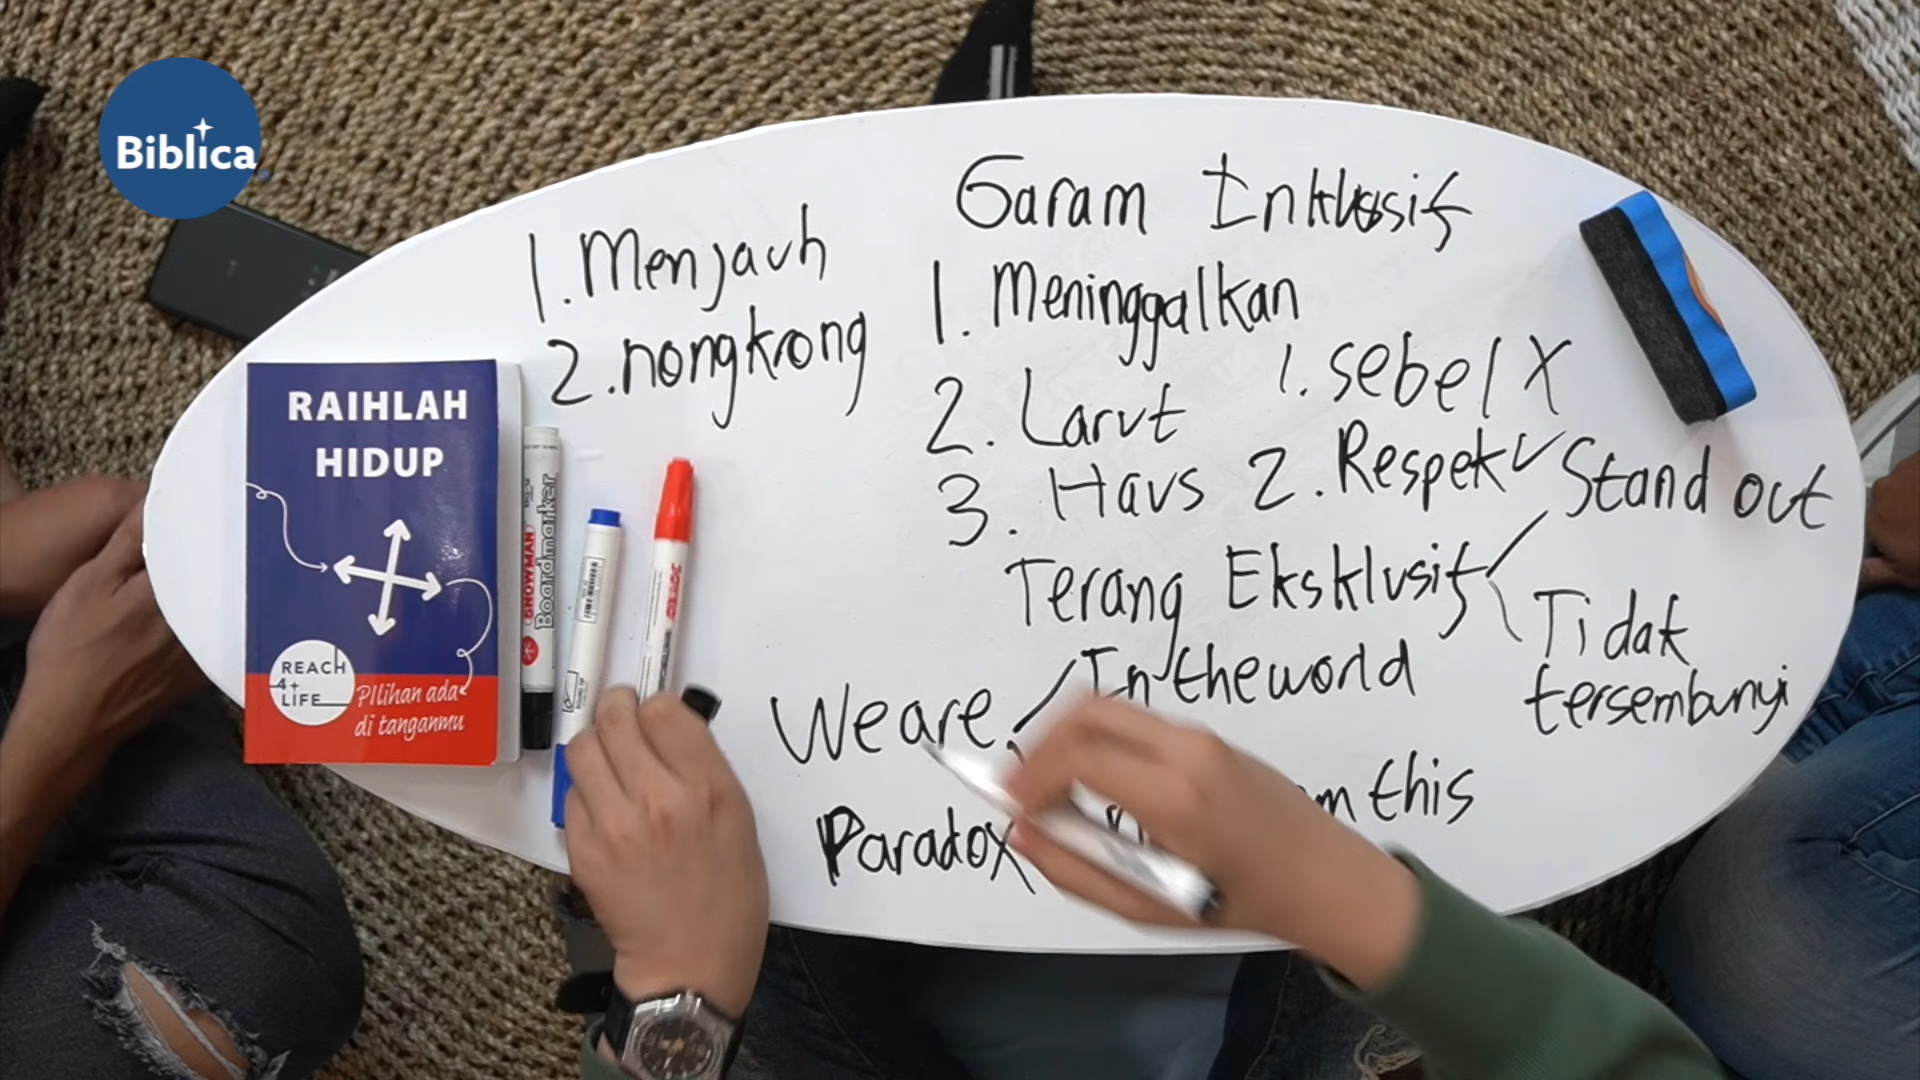 Biblica
1. Menjauh
2. nongkrong
Garam Inklusif
1. Meninggalkan
2. Larut
3. Haus
1. sebel X
2. Respek ✓
Terang Eksklusif
Stand out
Tidak
tersembunyi
We are
In the world
this
Paradox
RAIHLAH
HIDUP
REACH
4+
LIFE
Pilihan ada
di tanganmu
SNOWMAN
Boardmarker